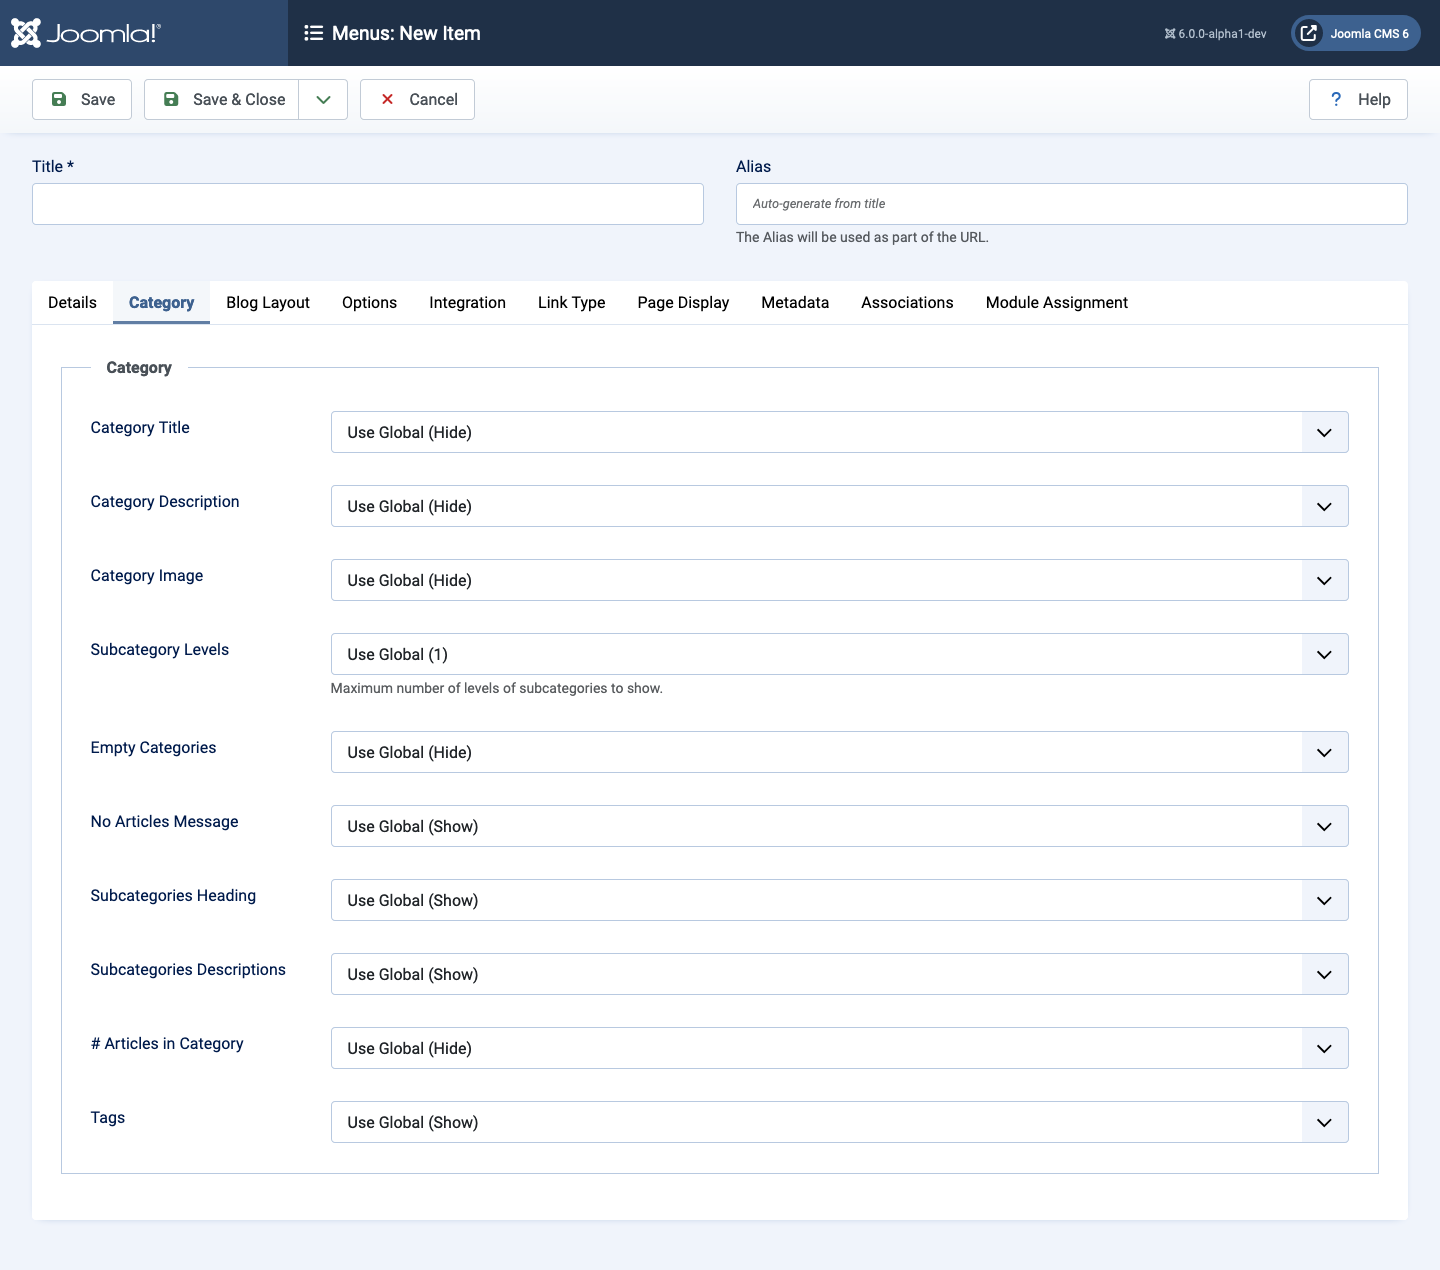 Joomla!®
Menus: New Item
6.0.0-alpha1-dev
Joomla CMS 6
Save
Save & Close
Cancel
? Help
Title *
Alias
Auto-generate from title
The Alias will be used as part of the URL.
Details Category Blog Layout Options Integration Link Type Page Display Metadata Associations Module Assignment
Category
Category Title
Use Global (Hide)
Category Description
Use Global (Hide)
Category Image
Use Global (Hide)
Subcategory Levels
Use Global (1)
Maximum number of levels of subcategories to show.
Empty Categories
Use Global (Hide)
No Articles Message
Use Global (Show)
Subcategories Heading
Use Global (Show)
Subcategories Descriptions
Use Global (Show)
# Articles in Category
Use Global (Hide)
Tags
Use Global (Show)